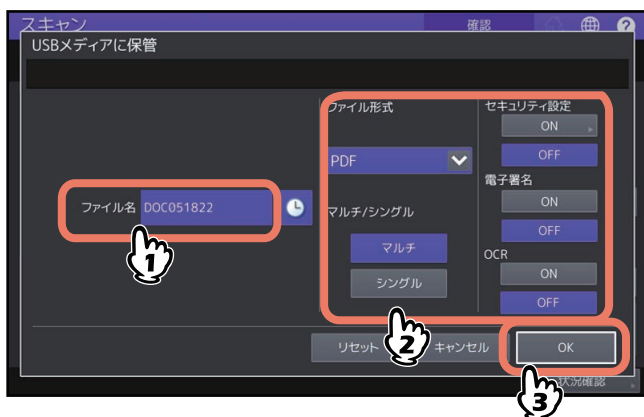 スキャン
確認
?
USBメディアに保管
ファイル形式
セキュリティ設定
ON
PDF
OFF
電子署名
ファイル名 DOC051822
マルチ/シングル
ON
OFF
マルチ
OCR
シングル
ON
OFF
1
2
リセット
キャンセル
OK
状況確認
3